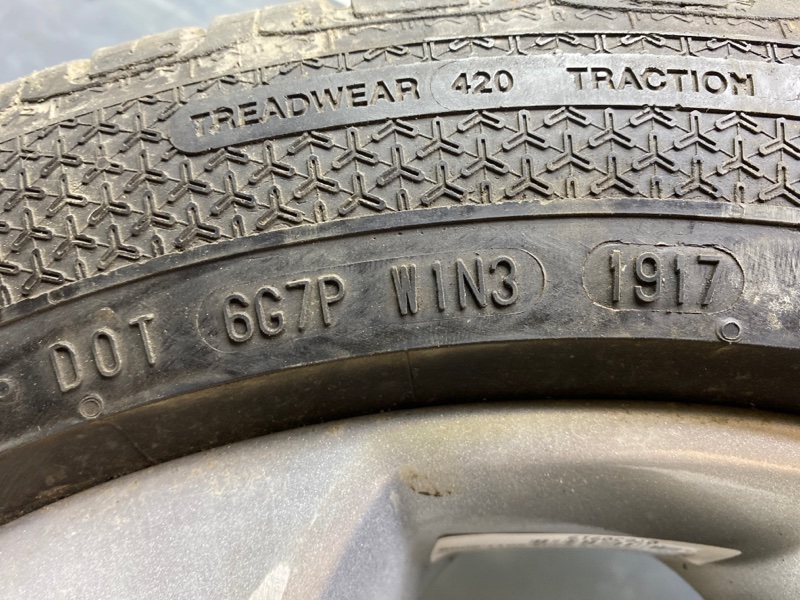 TREADWEAR 420 TRACTION
DOT 6G7P W1N3 1917